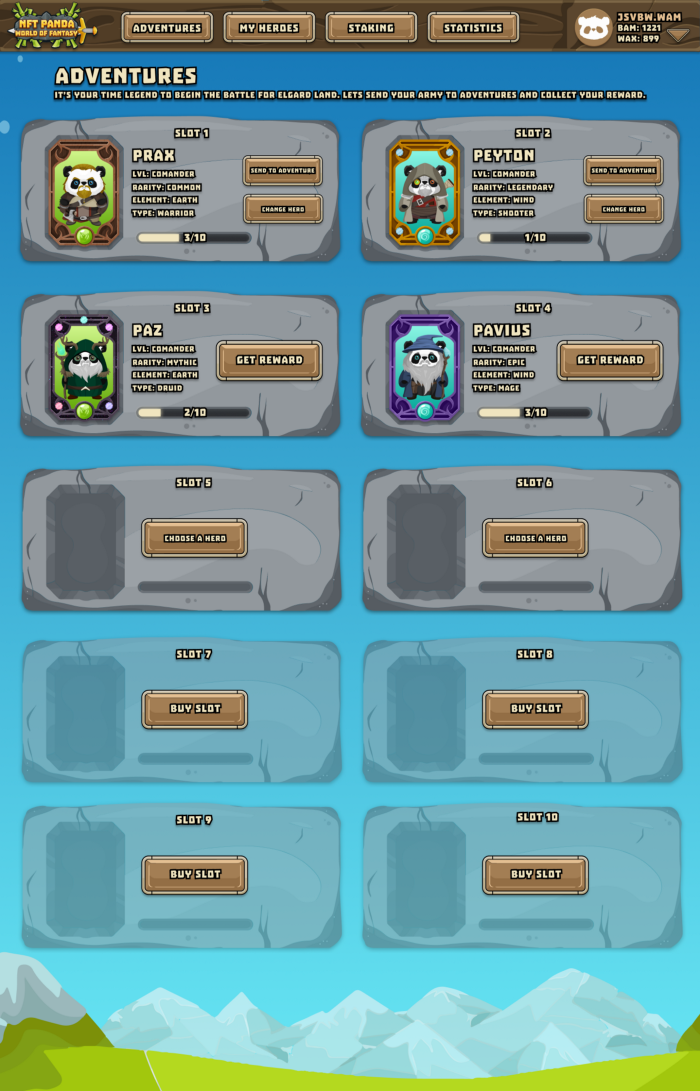 NFT PANDA
WORLD OF FANTASY
ADVENTURES
MY HEROES
STAKING
STATISTICS
JSVBW.WAM
BAM: 1221
WAX: 899
ADVENTURES
IT'S YOUR TIME LEGEND TO BEGIN THE BATTLE FOR ELGARD LAND. LETS SEND YOUR ARMY TO ADVENTURES AND COLLECT YOUR REWARD.
SLOT 1
PRAX
LVL: COMANDER
RARITY: COMMON
ELEMENT: EARTH
TYPE: WARRIOR
SEND TO ADVENTURE
CHANGE HERO
3/10
SLOT 2
PEYTON
LVL: COMANDER
RARITY: LEGENDARY
ELEMENT: WIND
TYPE: SHOOTER
SEND TO ADVENTURE
CHANGE HERO
1/10
SLOT 3
PAZ
LVL: COMANDER
RARITY: MYTHIC
ELEMENT: EARTH
TYPE: DRUID
GET REWARD
2/10
SLOT 4
PAVIUS
LVL: COMANDER
RARITY: EPIC
ELEMENT: WIND
TYPE: MAGE
GET REWARD
3/10
SLOT 5
CHOOSE A HERO
SLOT 6
CHOOSE A HERO
SLOT 7
BUY SLOT
SLOT 8
BUY SLOT
SLOT 9
BUY SLOT
SLOT 10
BUY SLOT